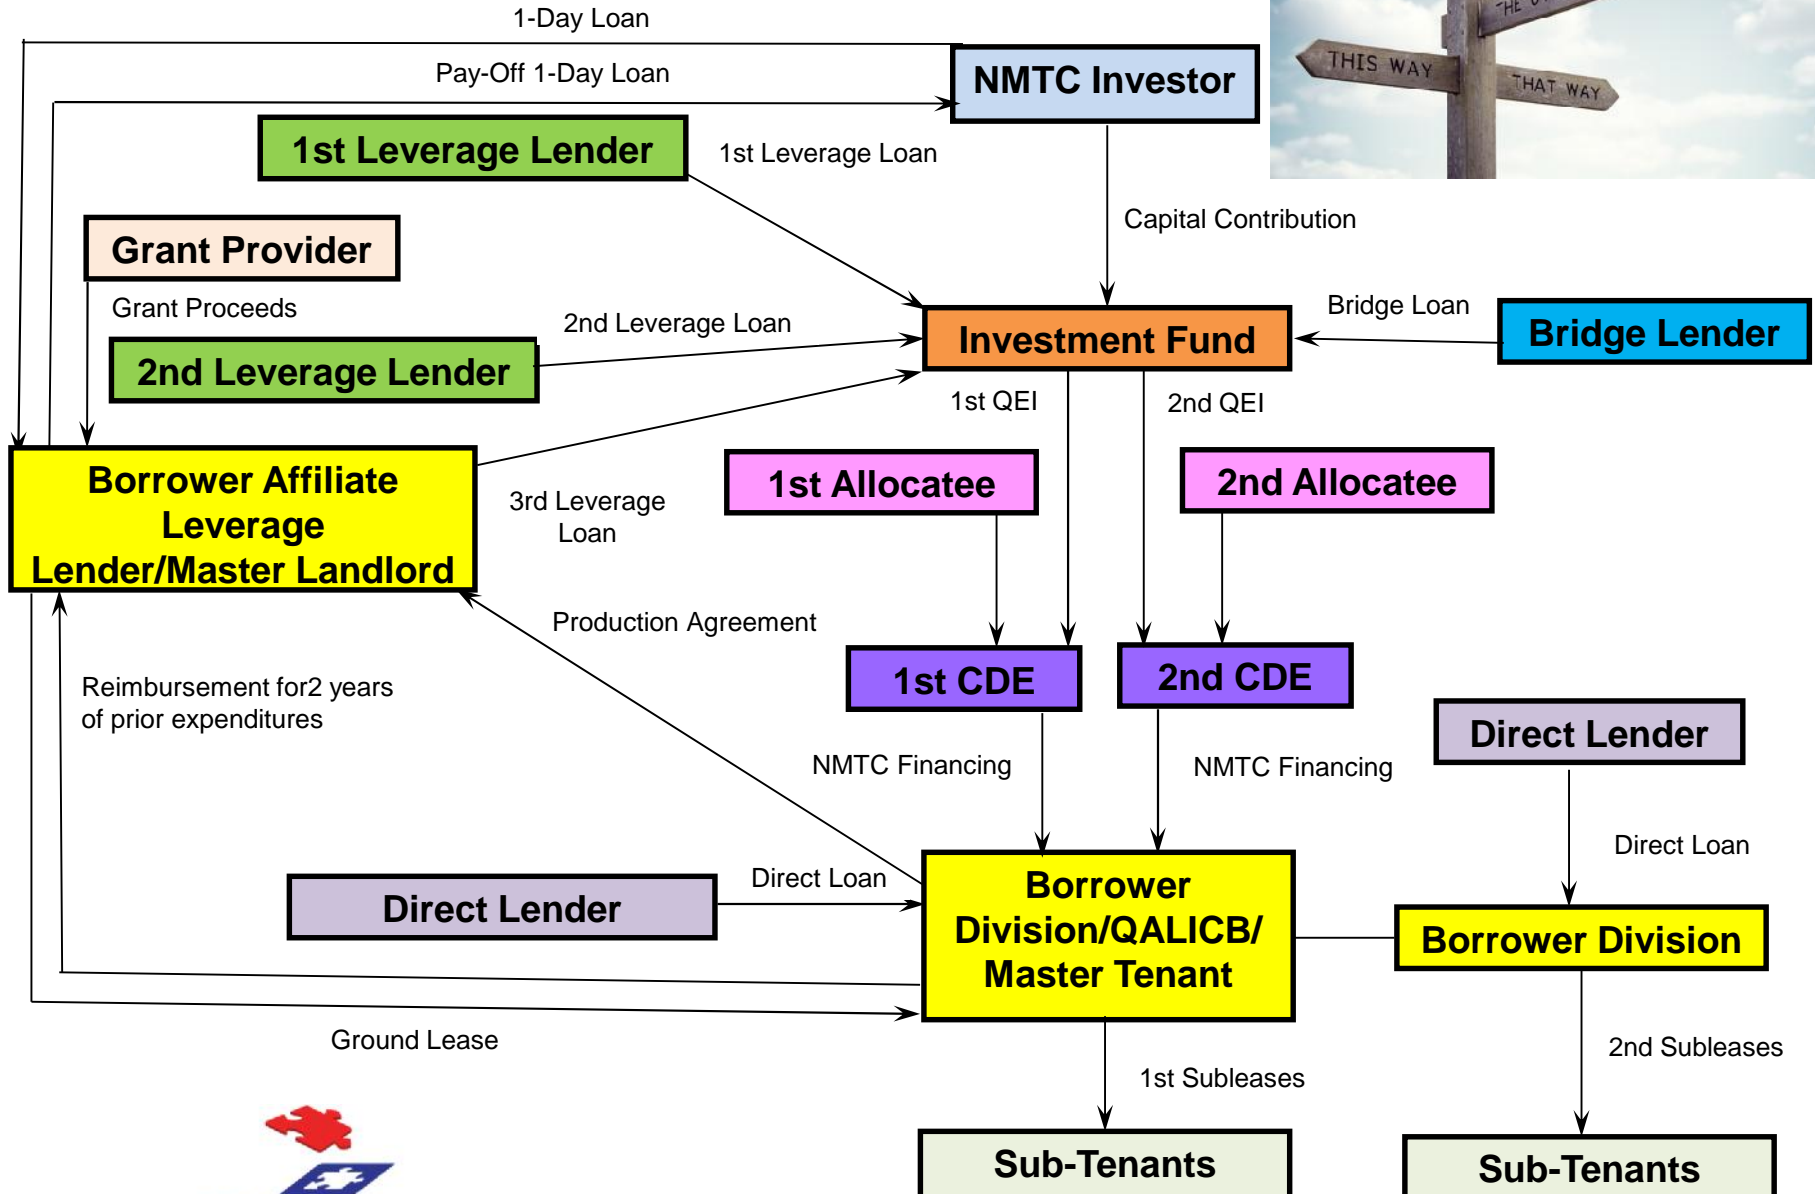 1-Day Loan
Pay-Off 1-Day Loan
NMTC Investor
THIS WAY
THAT WAY
THE
1st Leverage Lender
1st Leverage Loan
Capital Contribution
Grant Provider
Grant Proceeds
2nd Leverage Loan
Investment Fund
Bridge Loan
Bridge Lender
2nd Leverage Lender
1st QEI
2nd QEI
Borrower Affiliate
Leverage
Lender/Master Landlord
3rd Leverage
Loan
1st Allocatee
2nd Allocatee
Production Agreement
Reimbursement for2 years
of prior expenditures
1st CDE
2nd CDE
NMTC Financing
NMTC Financing
Direct Lender
Direct Loan
Direct Lender
Direct Loan
Borrower
Division/QALICB/
Master Tenant
Borrower Division
Ground Lease
1st Subleases
2nd Subleases
Sub-Tenants
Sub-Tenants